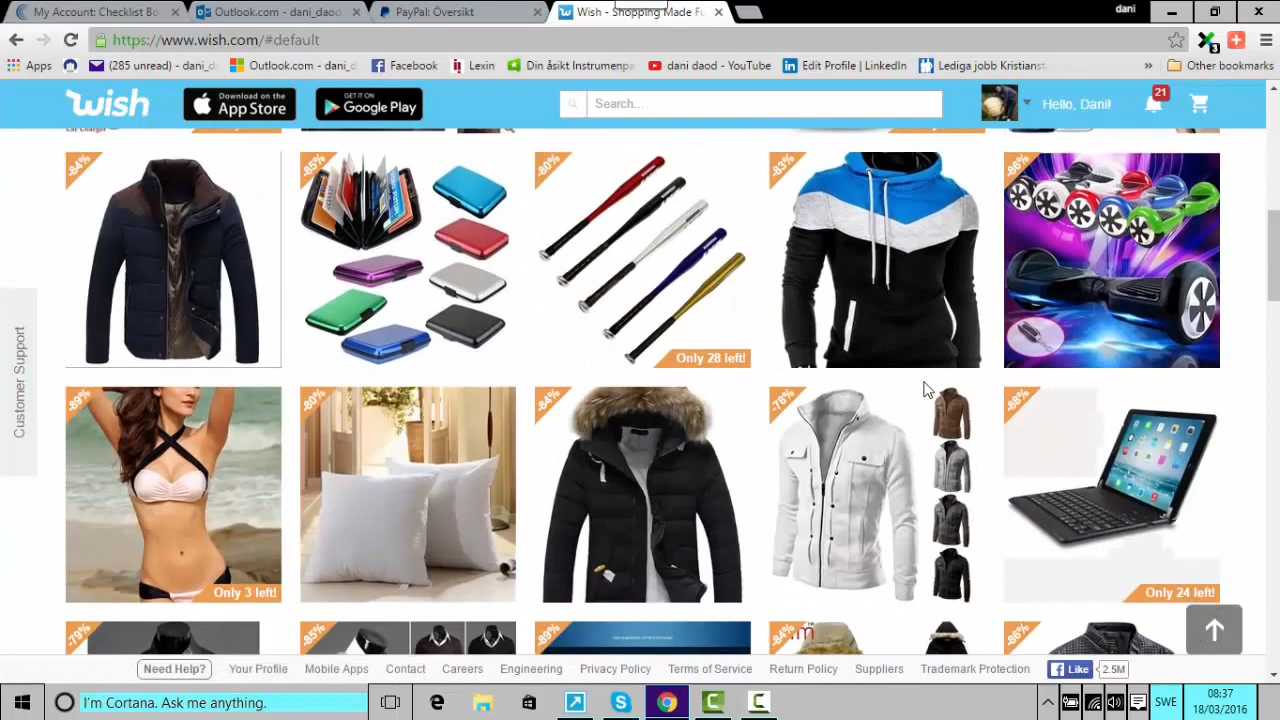 My Account: Checklist Bo
Outlook.com - dani_daod
PayPal: Översikt
Wish - Shopping Made Fu
dani
https://www.wish.com/#default
3
Apps
(285 unread) - dani_d
Outlook.com - dani_d
Facebook
Lexin
Din åsikt Instrumenpa
dani daod - YouTube
Edit Profile | LinkedIn
Lediga jobb Kristianst
»
Other bookmarks
wish
Download on the
App Store
GET IT ON
Google Play
Search...
Hello, Dani!
21
Car Charger
-84%
-85%
-80%
-83%
-86%
Only 28 left!
Customer Support
-89%
-80%
-84%
-78%
-88%
Only 3 left!
Only 24 left!
-79%
-85%
-89%
-84%
-86%
Need Help?
Your Profile
Mobile Apps
Contact
Careers
Engineering
Privacy Policy
Terms of Service
Return Policy
Suppliers
Trademark Protection
Like
2.5M
I'm Cortana. Ask me anything.
SWE
08:37
18/03/2016